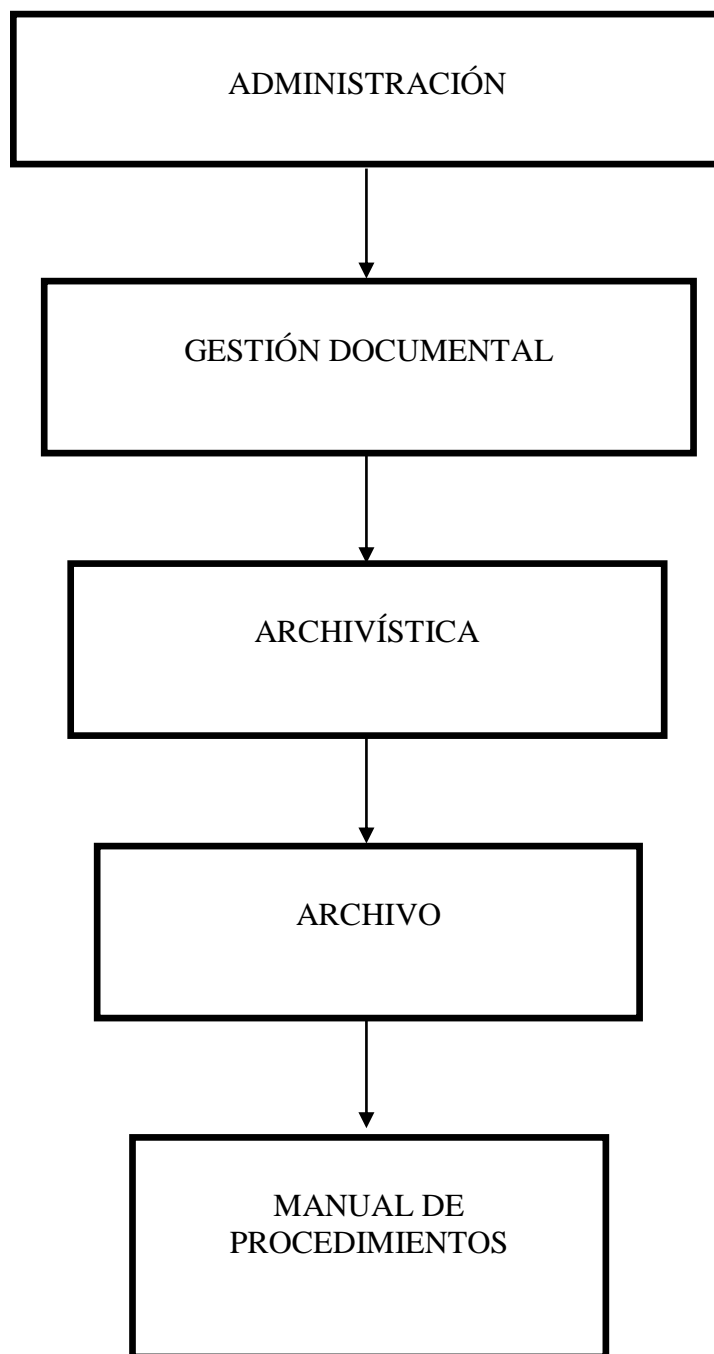 ADMINISTRACIÓN
GESTIÓN DOCUMENTAL
ARCHIVÍSTICA
ARCHIVO
MANUAL DE
PROCEDIMIENTOS